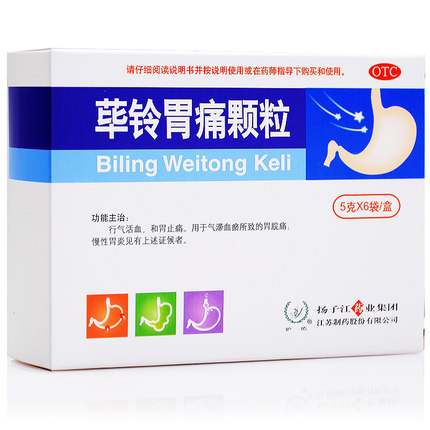 请仔细阅读说明书并按说明使用或在药师指导下购买和使用。
OTC
荜铃胃痛颗粒
Biling Weitong Keli
5克X6袋/盒
功能主治:
行气活血、和胃止痛。用于气滞血瘀所致的胃脘痛,
慢性胃炎见有上述证候者。
护佑
扬子江药业集团
江苏制药股份有限公司